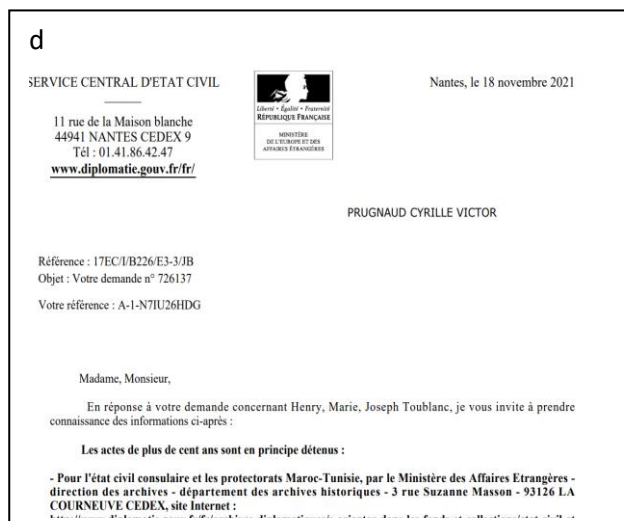 d
SERVICE CENTRAL D'ETAT CIVIL
11 rue de la Maison blanche
44941 NANTES CEDEX 9
Tél : 01.41.86.42.47
www.diplomatie.gouv.fr/fr/
Liberté • Égalité • Fraternité
RÉPUBLIQUE FRANÇAISE
MINISTÈRE
DE L'EUROPE ET DES
AFFAIRES ÉTRANGÈRES
Nantes, le 18 novembre 2021
PRUGNAUD CYRILLE VICTOR
Référence : 17EC/I/B226/E3-3/JB
Objet : Votre demande n° 726137
Votre référence : A-1-N7IU26HDG
Madame, Monsieur,
En réponse à votre demande concernant Henry, Marie, Joseph Toublanc, je vous invite à prendre
connaissance des informations ci-après :
Les actes de plus de cent ans sont en principe détenus :
- Pour l'état civil consulaire et les protectorats Maroc-Tunisie, par le Ministère des Affaires Etrangères -
direction des archives - département des archives historiques - 3 rue Suzanne Masson - 93126 LA
COURNEUVE CEDEX, site Internet :